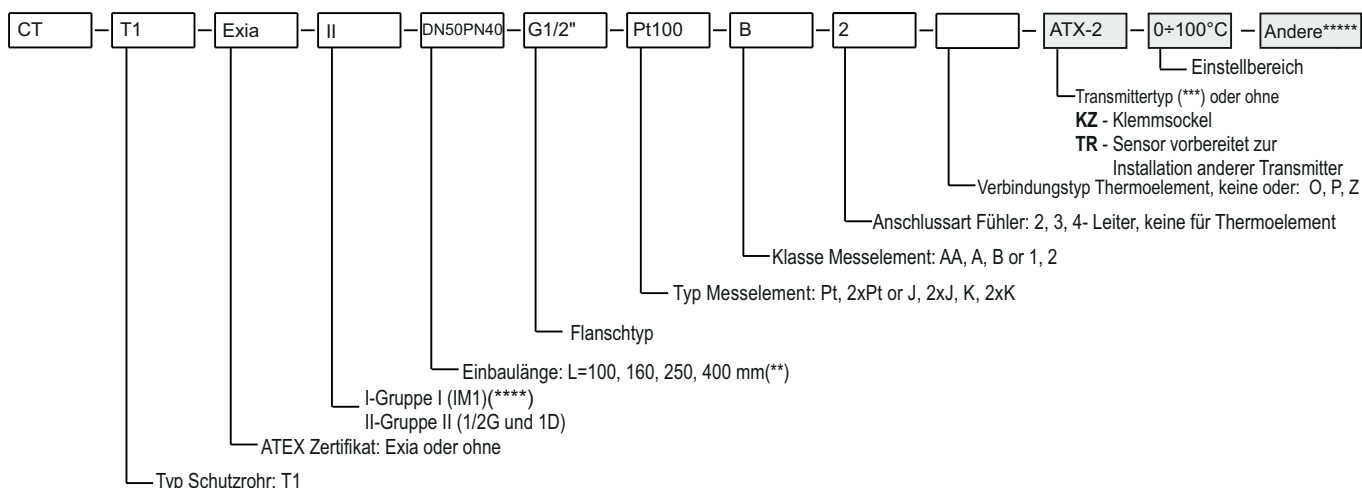 CT – T1 – Exia – II – DN50PN40 – G1/2" – Pt100 – B – 2 – – ATX-2 – 0÷100°C – Andere*****
Einstellbereich
Transmittertyp (***) oder ohne
KZ - Klemmsockel
TR - Sensor vorbereitet zur
Installation anderer Transmitter
Verbindungstyp Thermoelement, keine oder: O, P, Z
Anschlussart Fühler: 2, 3, 4- Leiter, keine für Thermoelement
Klasse Messelement: AA, A, B or 1, 2
Typ Messelement: Pt, 2xPt or J, 2xJ, K, 2xK
Flanschtyp
Einbaulänge: L=100, 160, 250, 400 mm(**)
I-Gruppe I (IM1)(****)
II-Gruppe II (1/2G und 1D)
ATEX Zertifikat: Exia oder ohne
Typ Schutzrohr: T1